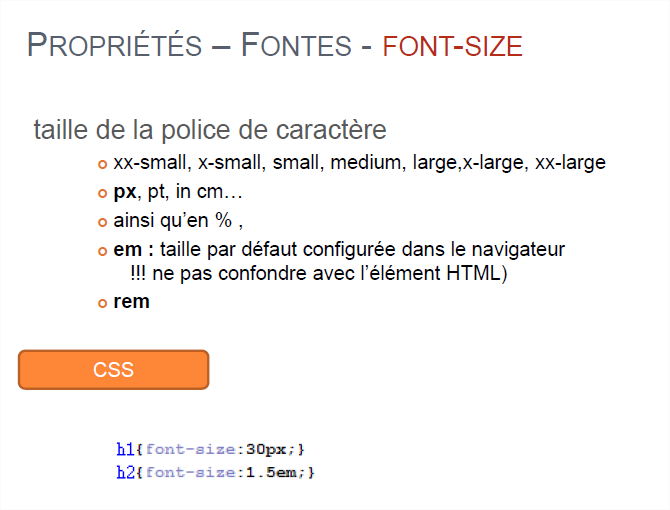 PROPRIÉTÉS – FONTES - FONT-SIZE
taille de la police de caractère
xx-small, x-small, small, medium, large,x-large, xx-large
px, pt, in cm…
ainsi qu’en % ,
em : taille par défaut configurée dans le navigateur
!!! ne pas confondre avec l’élément HTML)
rem
CSS
h1{font-size:30px;}
h2{font-size:1.5em;}